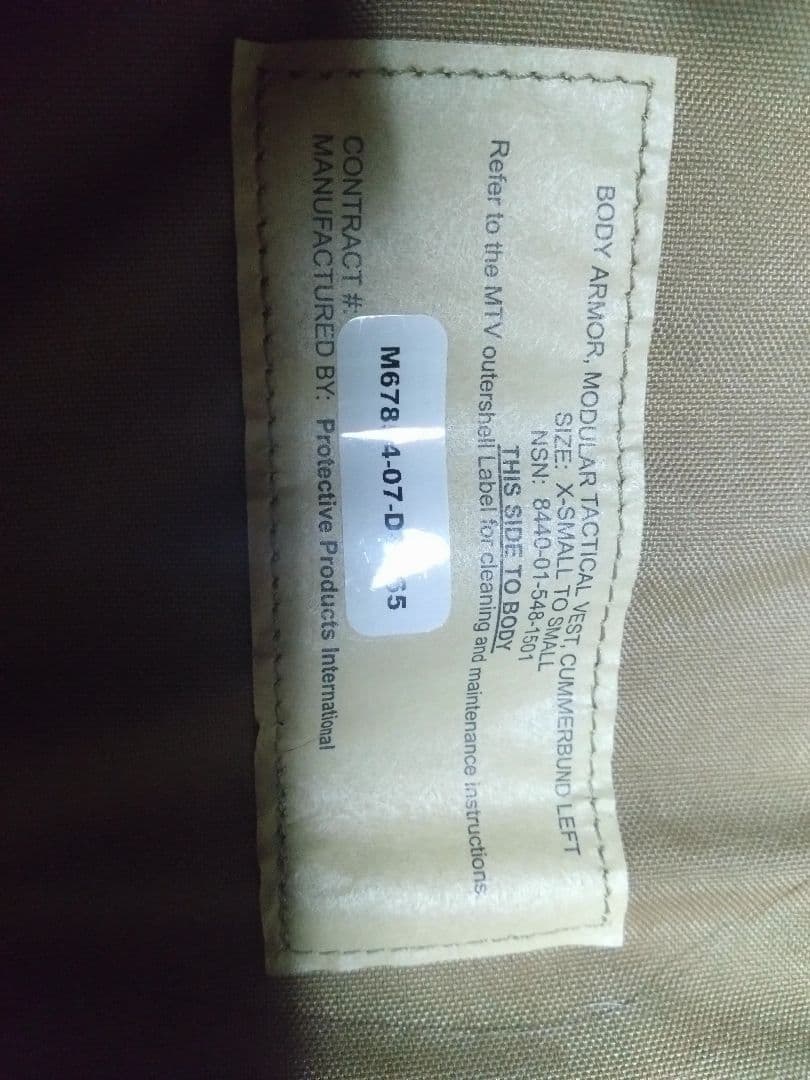 BODY ARMOR, MODULAR TACTICAL VEST, CUMMERBUND LEFT
SIZE: X-SMALL TO SMALL
NSN: 8440-01-548-1501
THIS SIDE TO BODY
Refer to the MTV outershell Label for cleaning and maintenance instructions.
CONTRACT #:
MANUFACTURED BY: Protective Products International